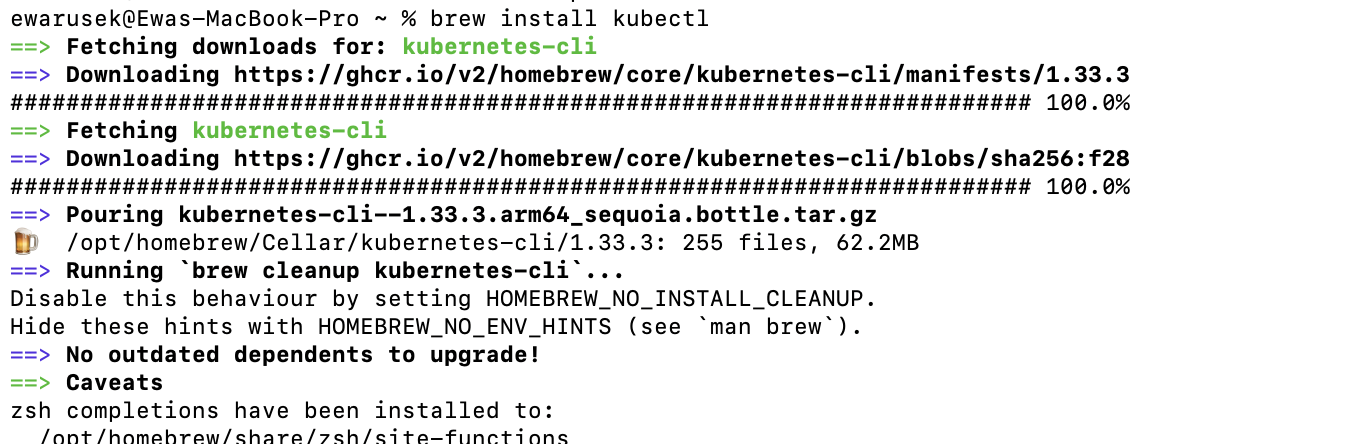 ewarusek@Ewas-MacBook-Pro ~ % brew install kubectl
==> Fetching downloads for: kubernetes-cli
==> Downloading https://ghcr.io/v2/homebrew/core/kubernetes-cli/manifests/1.33.3
######################################################################### 100.0%
==> Fetching kubernetes-cli
==> Downloading https://ghcr.io/v2/homebrew/core/kubernetes-cli/blobs/sha256:f28
######################################################################### 100.0%
==> Pouring kubernetes-cli--1.33.3.arm64_sequoia.bottle.tar.gz
🍺  /opt/homebrew/Cellar/kubernetes-cli/1.33.3: 255 files, 62.2MB
==> Running `brew cleanup kubernetes-cli`...
Disable this behaviour by setting HOMEBREW_NO_INSTALL_CLEANUP.
Hide these hints with HOMEBREW_NO_ENV_HINTS (see `man brew`).
==> No outdated dependents to upgrade!
==> Caveats
zsh completions have been installed to:
  /opt/homebrew/share/zsh/site-functions